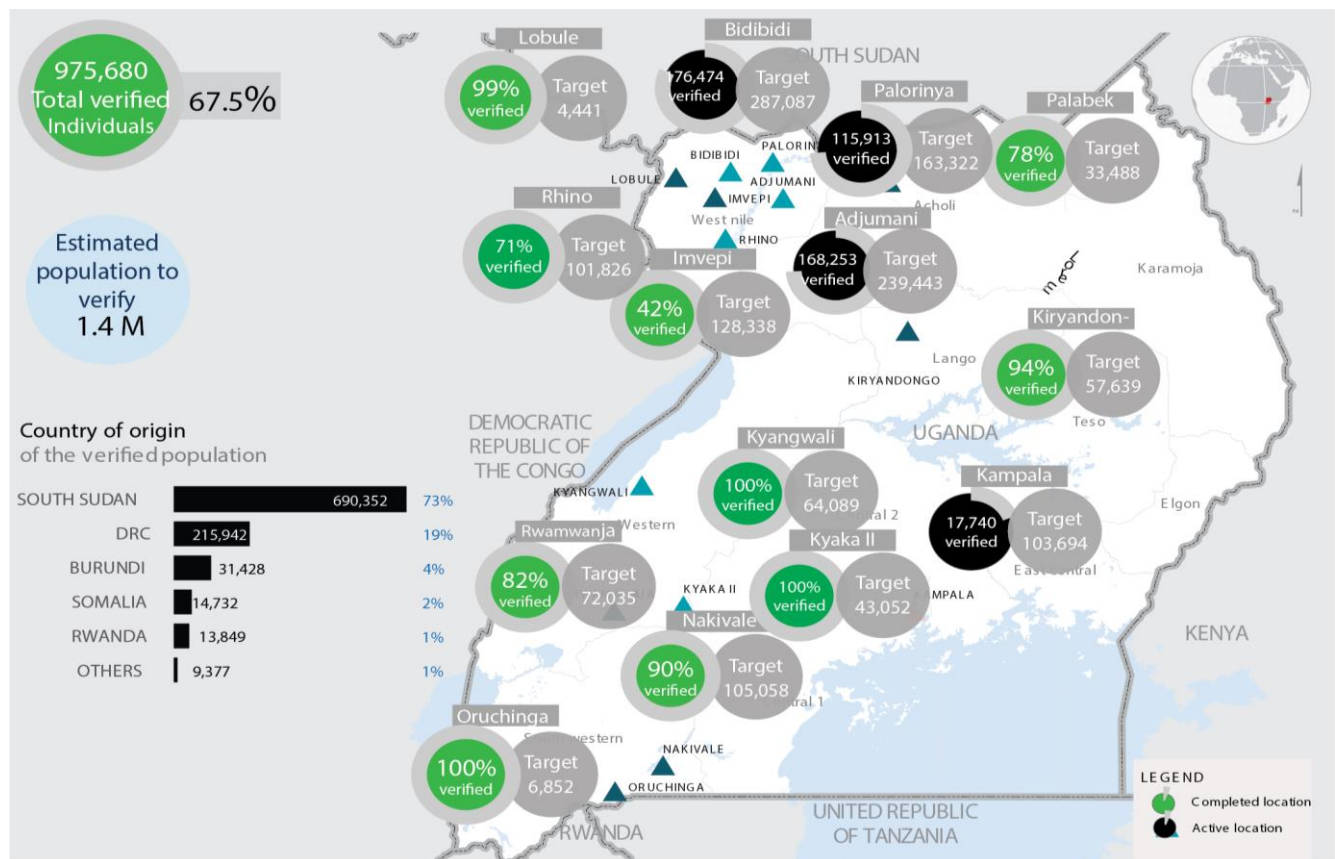 975,680
Total verified
Individuals
67.5%
Estimated
population to
verify
1.4 M
Country of origin
of the verified population
SOUTH SUDAN 690,352 73%
DRC 215,942 19%
BURUNDI 31,428 4%
SOMALIA 14,732 2%
RWANDA 13,849 1%
OTHERS 9,377 1%
Lobule
99%
verified
Target
4,441
Bidibidi
176,474
verified
Target
287,087
SOUTH SUDAN
Palorinya
115,913
verified
Target
163,322
Palabek
78%
verified
Target
33,488
Rhino
71%
verified
Target
101,826
Imvepi
42%
verified
Target
128,338
Adjumani
168,253
verified
Target
239,443
Kiryandon-
94%
verified
Target
57,639
Kyangwali
100%
verified
Target
64,089
Kampala
17,740
verified
Target
103,694
Rwamwanja
82%
verified
Target
72,035
Kyaka II
100%
verified
Target
43,052
Nakivale
90%
verified
Target
105,058
Oruchinga
100%
verified
Target
6,852
LOBULE
BIDIBIDI
PALORIN
ADJUMANI
IMVEPI
West nile
RHINO
Acholi
Karamoja
Lango
KIRYANDONGO
Teso
DEMOCRATIC
REPUBLIC OF
THE CONGO
UGANDA
KYANGWALI
Western
Elgon
KYAKA II
KENYA
NAKIVALE
ORUCHINGA
RWANDA
UNITED REPUBLIC
OF TANZANIA
LEGEND
Completed location
Active location